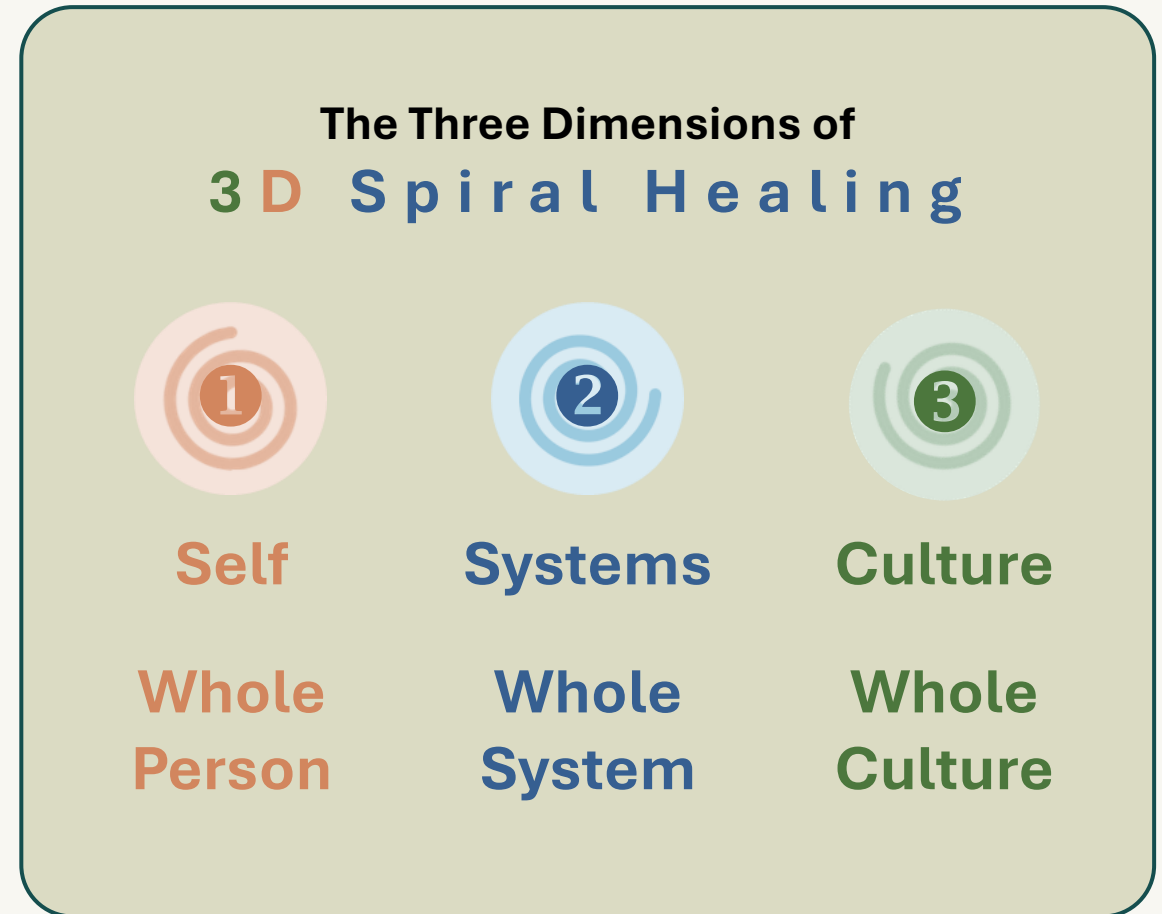 The Three Dimensions of
3D Spiral Healing
1 2 3
Self Systems Culture
Whole Whole Whole
Person System Culture